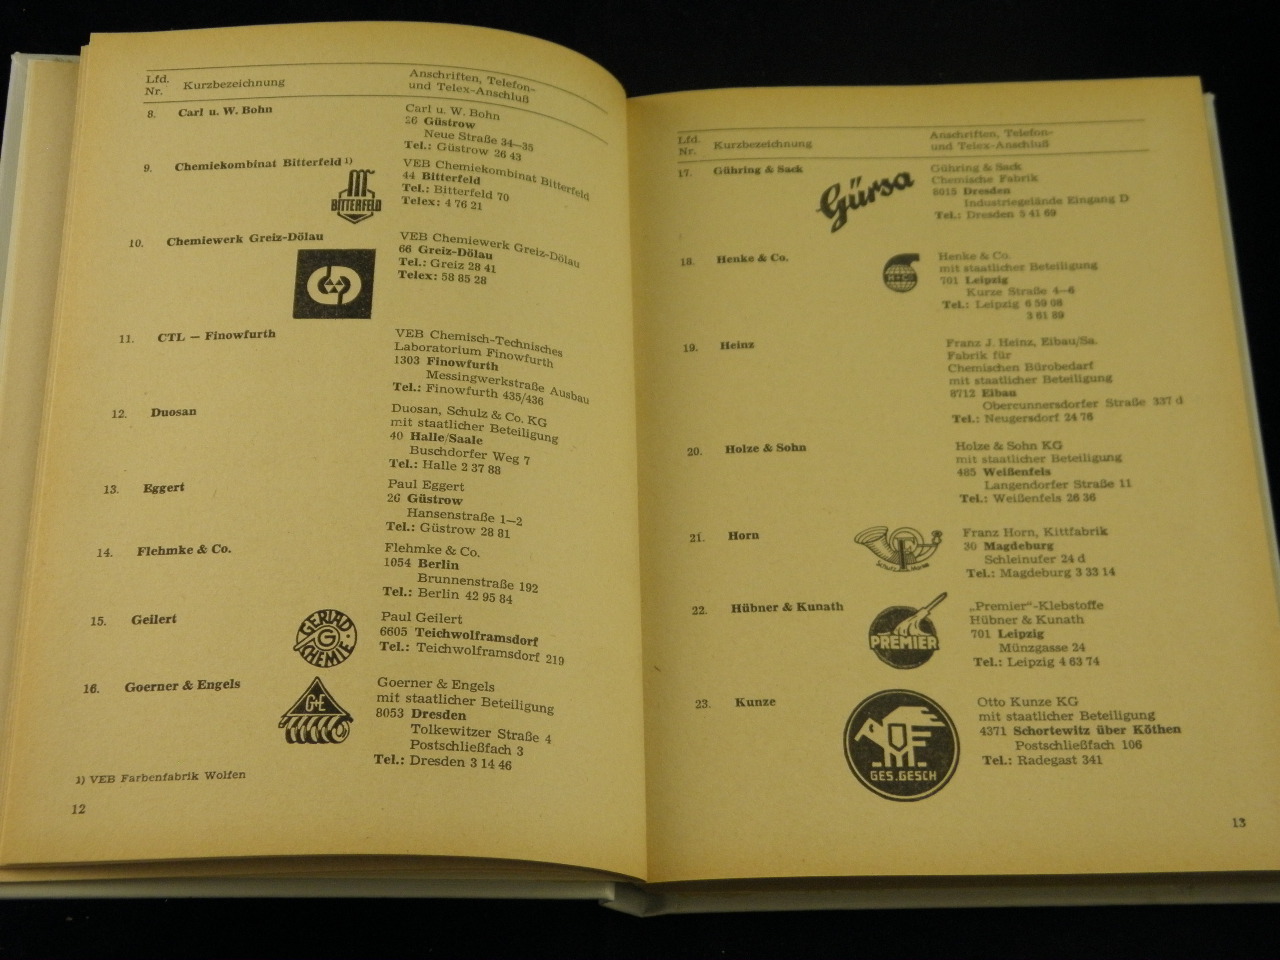 Lfd. Nr.
Kurzbezeichnung
Anschriften, Telefon-
und Telex-Anschluß
8. Carl u. W. Bohn
Carl u. W. Bohn
26 Güstrow
Neue Straße 34—35
Tel.: Güstrow 26 43
9. Chemiekombinat Bitterfeld 1)
BITTERFELD
VEB Chemiekombinat Bitterfeld
44 Bitterfeld
Tel.: Bitterfeld 70
Telex: 4 76 21
10. Chemiewerk Greiz-Dölau
VEB Chemiewerk Greiz-Dölau
66 Greiz-Dölau
Tel.: Greiz 28 41
Telex: 58 85 28
11. CTL — Finowfurth
VEB Chemisch-Technisches
Laboratorium Finowfurth
1303 Finowfurth
Messingwerkstraße Ausbau
Tel.: Finowfurth 435/436
12. Duosan
Duosan, Schulz & Co. KG
mit staatlicher Beteiligung
40 Halle/Saale
Buschdorfer Weg 7
Tel.: Halle 2 37 88
13. Eggert
Paul Eggert
26 Güstrow
Hansenstraße 1—2
Tel.: Güstrow 28 81
14. Flehmke & Co.
Flehmke & Co.
1054 Berlin
Brunnenstraße 192
Tel.: Berlin 42 95 84
15. Geilert
GERIHD
G
CHEMIE
Paul Geilert
6605 Teichwolframsdorf
Tel.: Teichwolframsdorf 219
16. Goerner & Engels
G+E
Goerner & Engels
mit staatlicher Beteiligung
8053 Dresden
Tolkewitzer Straße 4
Postschließfach 3
Tel.: Dresden 3 14 46
1) VEB Farbenfabrik Wolfen
12
Lfd. Nr.
Kurzbezeichnung
Anschriften, Telefon-
und Telex-Anschluß
17. Gühring & Sack
Gürsa
Gühring & Sack
Chemische Fabrik
8015 Dresden
Industriegelände Eingang D
Tel.: Dresden 5 41 69
18. Henke & Co.
H+Co
Henke & Co.
mit staatlicher Beteiligung
701 Leipzig
Kurze Straße 4—6
Tel.: Leipzig 6 59 08
3 61 89
19. Heinz
Franz J. Heinz, Eibau/Sa.
Fabrik für
Chemischen Bürobedarf
mit staatlicher Beteiligung
8712 Eibau
Obercunnersdorfer Straße 337 d
Tel.: Neugersdorf 24 76
20. Holze & Sohn
Holze & Sohn KG
mit staatlicher Beteiligung
485 Weißenfels
Langendorfer Straße 11
Tel.: Weißenfels 26 36
21. Horn
F
Schutz Marke
Franz Horn, Kittfabrik
30 Magdeburg
Schleinufer 24 d
Tel.: Magdeburg 3 33 14
22. Hübner & Kunath
PREMIER
„Premier“-Klebstoffe
Hübner & Kunath
701 Leipzig
Münzgasse 24
Tel.: Leipzig 4 63 74
23. Kunze
GES. GESCH
Otto Kunze KG
mit staatlicher Beteiligung
4371 Schortewitz über Köthen
Postschließfach 106
Tel.: Radegast 341
13